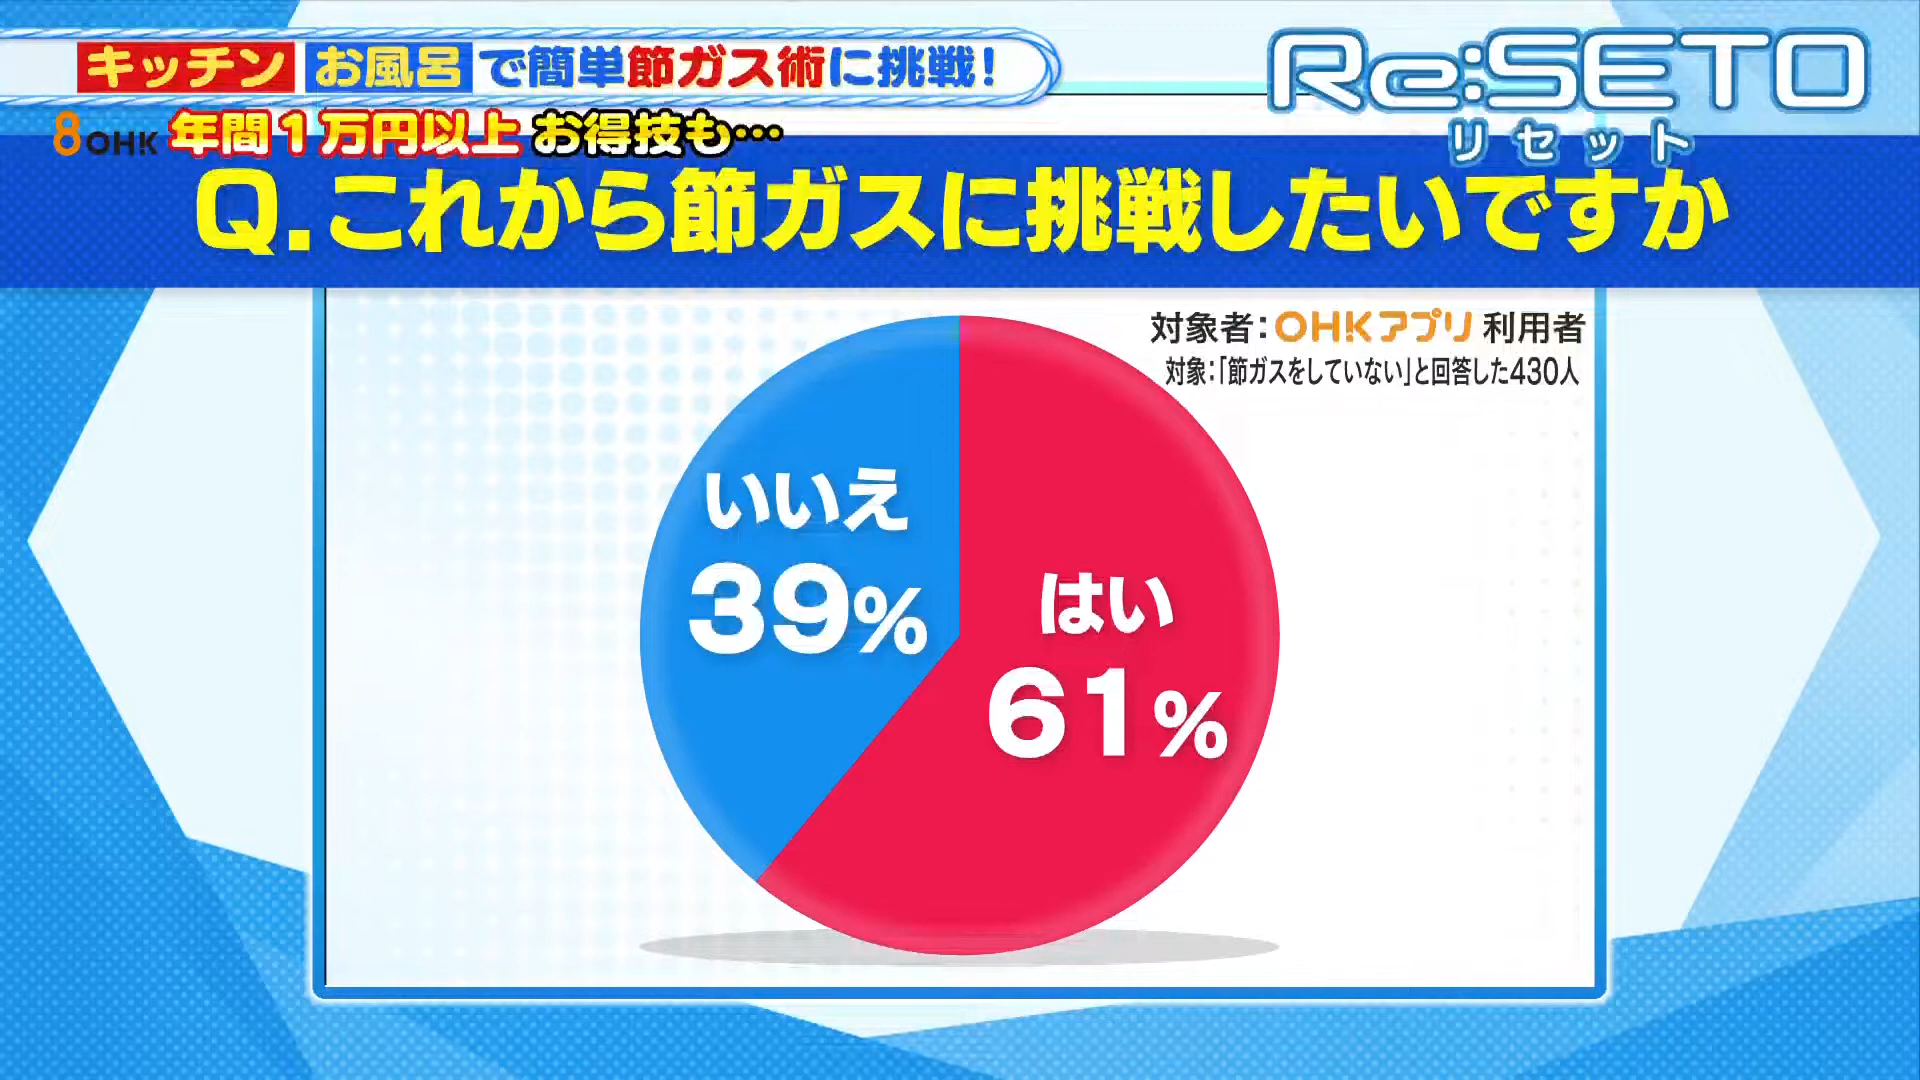 キッチン お風呂 で簡単節ガス術に挑戦!
Re:SETO
リセット
8 OHK 年間1万円以上 お得技も…
Q.これから節ガスに挑戦したいですか
対象者:OHKアプリ 利用者
対象:「節ガスをしていない」と回答した430人
いいえ
39%
はい
61%